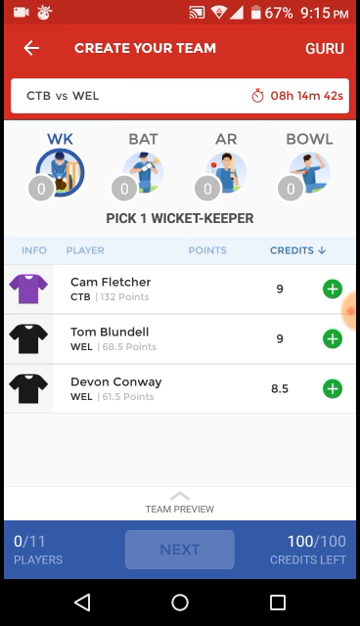 67% 9:15 PM
CREATE YOUR TEAM GURU
CTB vs WEL 08h 14m 42s
WK BAT AR BOWL
0 0 0 0
PICK 1 WICKET-KEEPER
INFO PLAYER POINTS CREDITS ↓
Cam Fletcher
CTB | 132 Points 9
Tom Blundell
WEL | 68.5 Points 9
Devon Conway
WEL | 61.5 Points 8.5
TEAM PREVIEW
0/11 NEXT 100/100
PLAYERS CREDITS LEFT